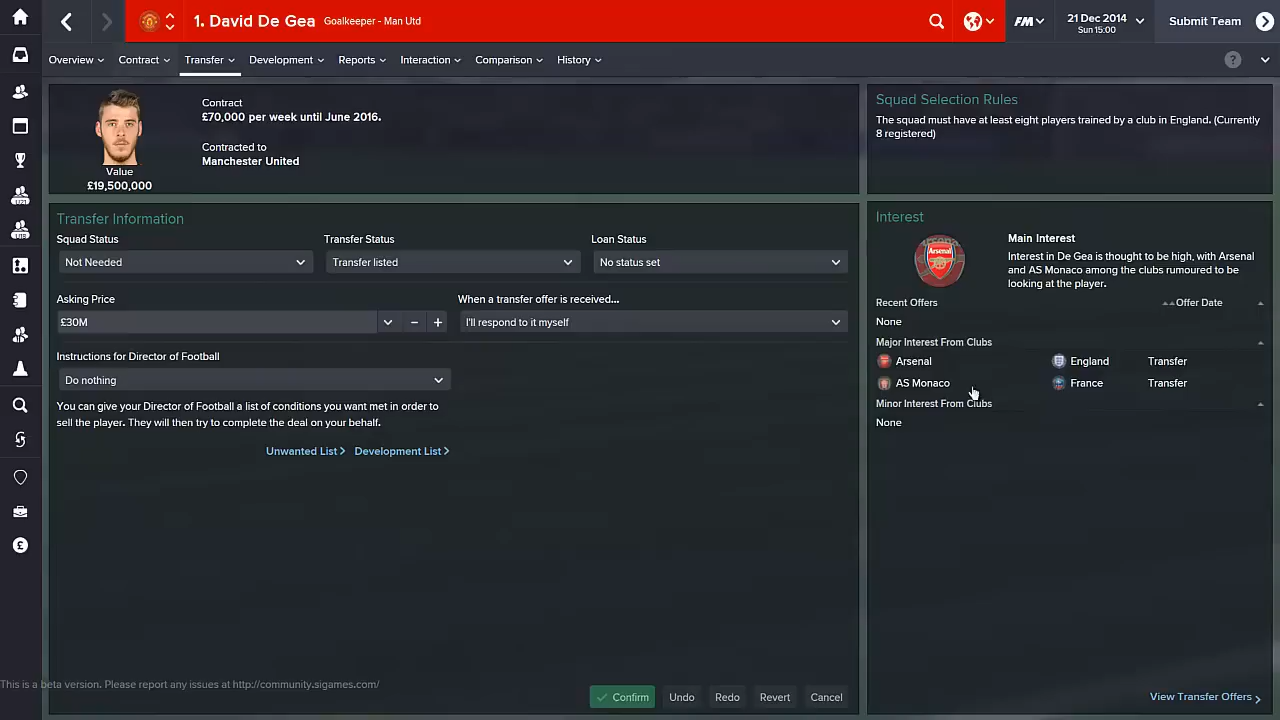 1. David De Gea Goalkeeper - Man Utd
FM
21 Dec 2014
Sun 15:00
Submit Team
Overview Contract Transfer Development Reports Interaction Comparison History
?
Value
£19,500,000
Contract
£70,000 per week until June 2016.
Contracted to
Manchester United
Squad Selection Rules
The squad must have at least eight players trained by a club in England. (Currently
8 registered)
Transfer Information
Squad Status Transfer Status Loan Status
Not Needed Transfer listed No status set
Asking Price When a transfer offer is received...
£30M - + I'll respond to it myself
Instructions for Director of Football
Do nothing
You can give your Director of Football a list of conditions you want met in order to
sell the player. They will then try to complete the deal on your behalf.
Unwanted List Development List
Interest
Arsenal
Main Interest
Interest in De Gea is thought to be high, with Arsenal
and AS Monaco among the clubs rumoured to be
looking at the player.
Recent Offers Offer Date
None
Major Interest From Clubs
Arsenal England Transfer
AS Monaco France Transfer
Minor Interest From Clubs
None
This is a beta version. Please report any issues at http://community.sigames.com/
Confirm Undo Redo Revert Cancel
View Transfer Offers